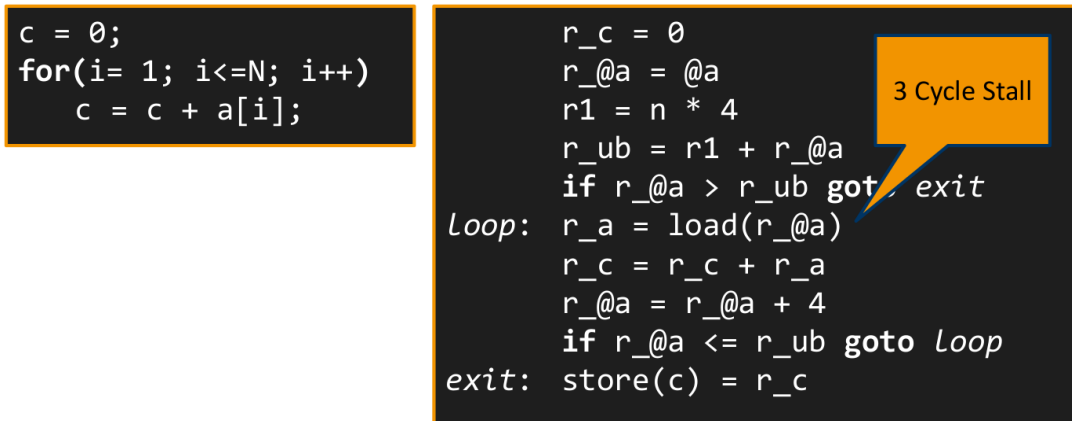 c = 0;
for(i= 1; i<=N; i++)
c = c + a[i];
r_c = 0
r_@a = @a
r1 = n * 4
r_ub = r1 + r_@a
if r_@a > r_ub goto exit
loop: r_a = load(r_@a)
r_c = r_c + r_a
r_@a = r_@a + 4
if r_@a <= r_ub goto loop
exit: store(c) = r_c
3 Cycle Stall